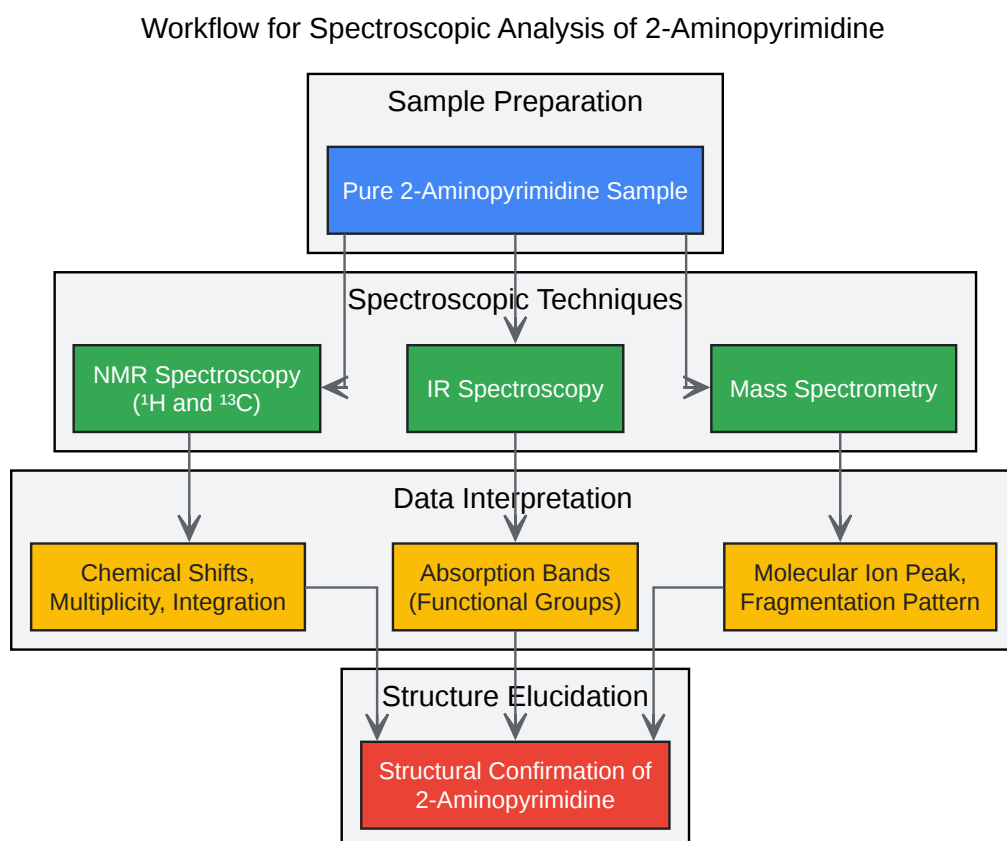 Workflow for Spectroscopic Analysis of 2-Aminopyrimidine
Sample Preparation
Pure 2-Aminopyrimidine Sample
Spectroscopic Techniques
NMR Spectroscopy
(¹H and ¹³C)
IR Spectroscopy
Mass Spectrometry
Data Interpretation
Chemical Shifts,
Multiplicity, Integration
Absorption Bands
(Functional Groups)
Molecular Ion Peak,
Fragmentation Pattern
Structure Elucidation
Structural Confirmation of
2-Aminopyrimidine